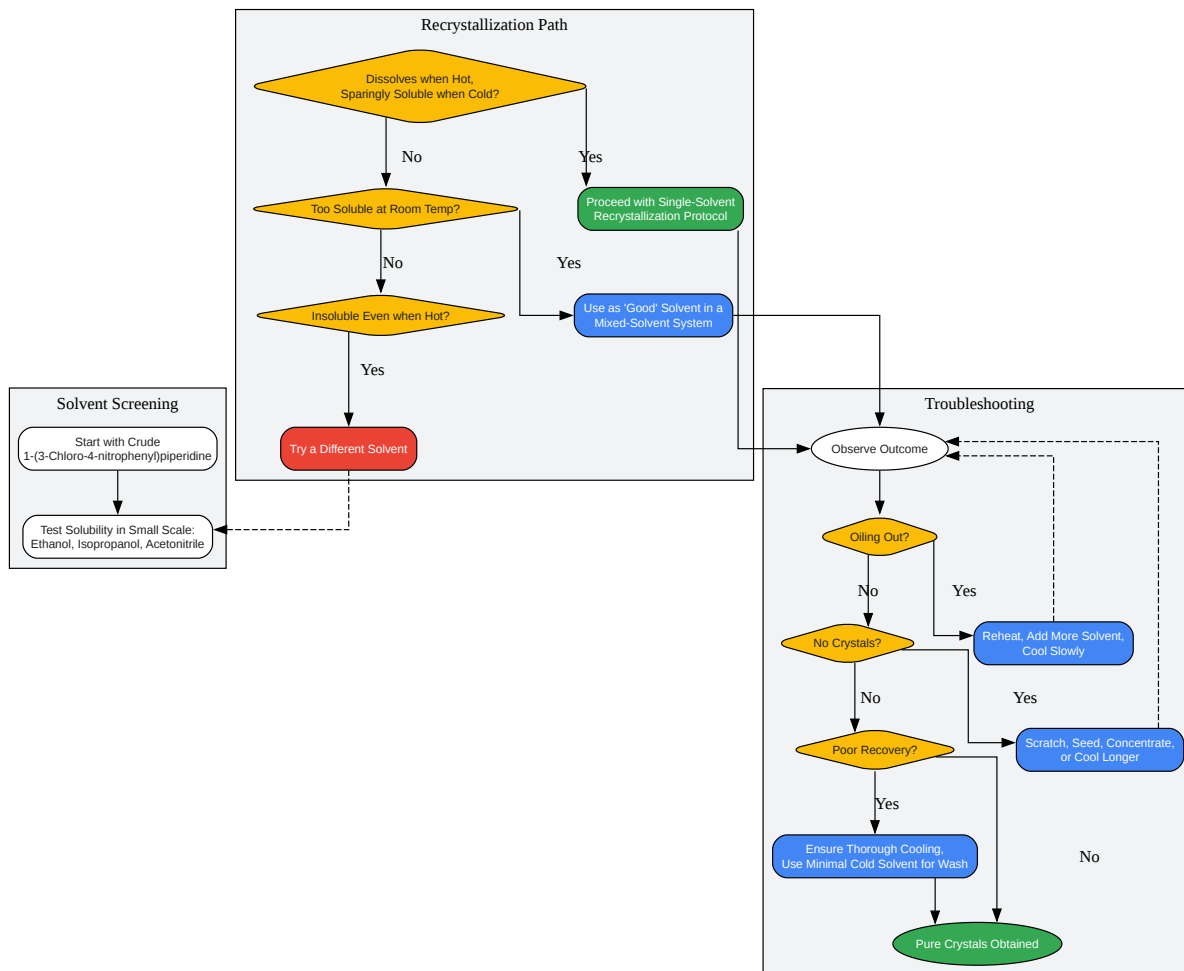 Recrystallization Path
Dissolves when Hot,
Sparingly Soluble when Cold?
No
Yes
Too Soluble at Room Temp?
Proceed with Single-Solvent
Recrystallization Protocol
No
Yes
Insoluble Even when Hot?
Use as 'Good' Solvent in a
Mixed-Solvent System
Yes
Try a Different Solvent
Solvent Screening
Start with Crude
1-(3-Chloro-4-nitrophenyl)piperidine
Test Solubility in Small Scale:
Ethanol, Isopropanol, Acetonitrile
Troubleshooting
Observe Outcome
Oiling Out?
No
Yes
No Crystals?
Reheat, Add More Solvent,
Cool Slowly
No
Yes
Poor Recovery?
Scratch, Seed, Concentrate,
or Cool Longer
Yes
Ensure Thorough Cooling,
Use Minimal Cold Solvent for Wash
No
Pure Crystals Obtained